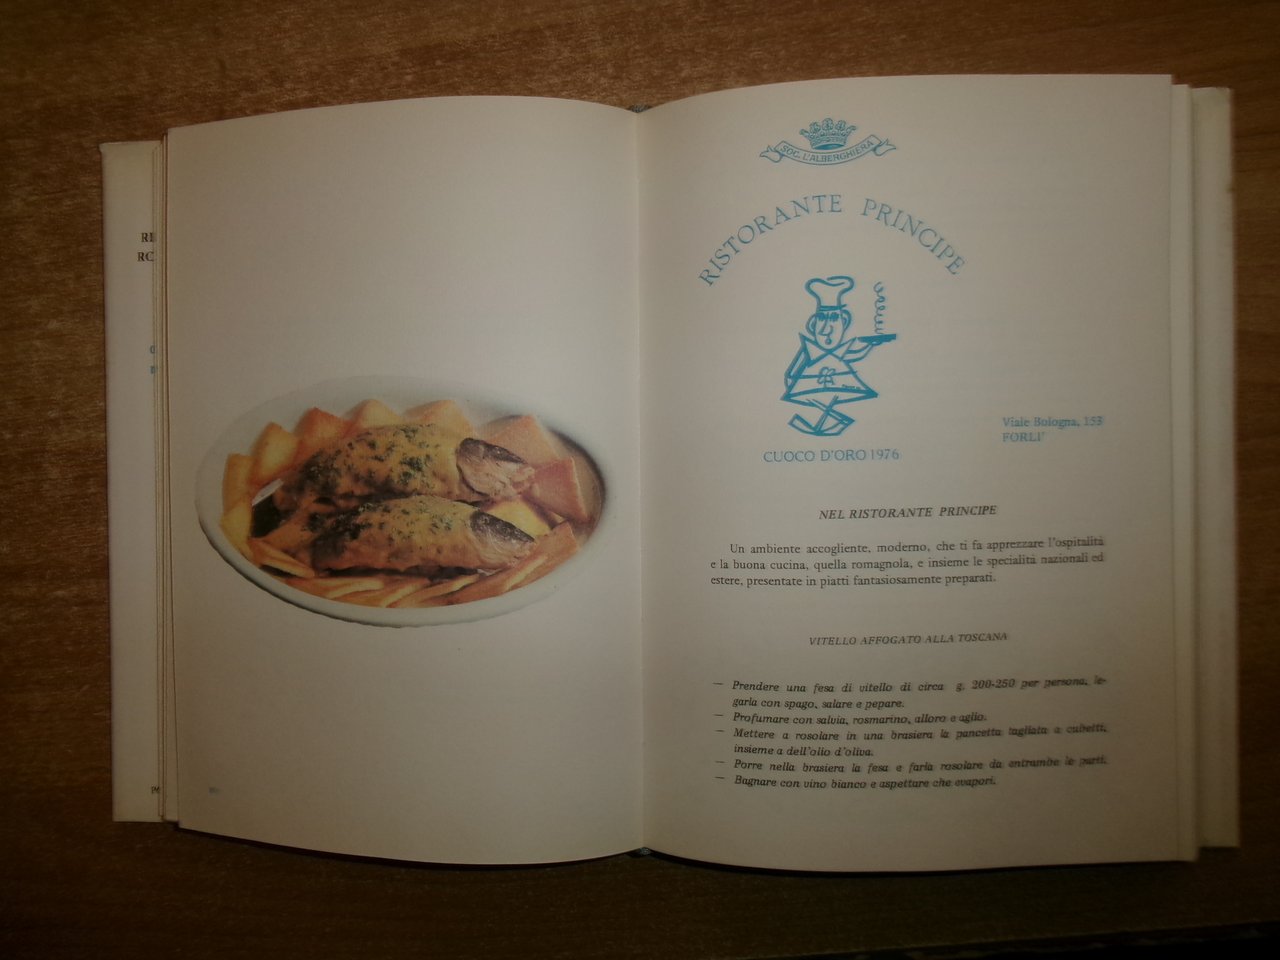 RI
RO
SOC. L'ALBERGHIERA
RISTORANTE PRINCIPE
CUOCO D'ORO 1976
Viale Bologna, 153
FORLI'
NEL RISTORANTE PRINCIPE
Un ambiente accogliente, moderno, che ti fa apprezzare l'ospitalità
e la buona cucina, quella romagnola, e insieme le specialità nazionali ed
estere, presentate in piatti fantasiosamente preparati.
VITELLO AFFOGATO ALLA TOSCANA
— Prendere una fesa di vitello di circa g. 200-250 per persona, le-
garla con spago, salare e pepare.
— Profumare con salvia, rosmarino, alloro e aglio.
— Mettere a rosolare in una brasiera la pancetta tagliata a cubetti,
insieme a dell'olio d'oliva.
— Porre nella brasiera la fesa e farla rosolare da entrambe le parti.
— Bagnare con vino bianco e aspettare che evapori.